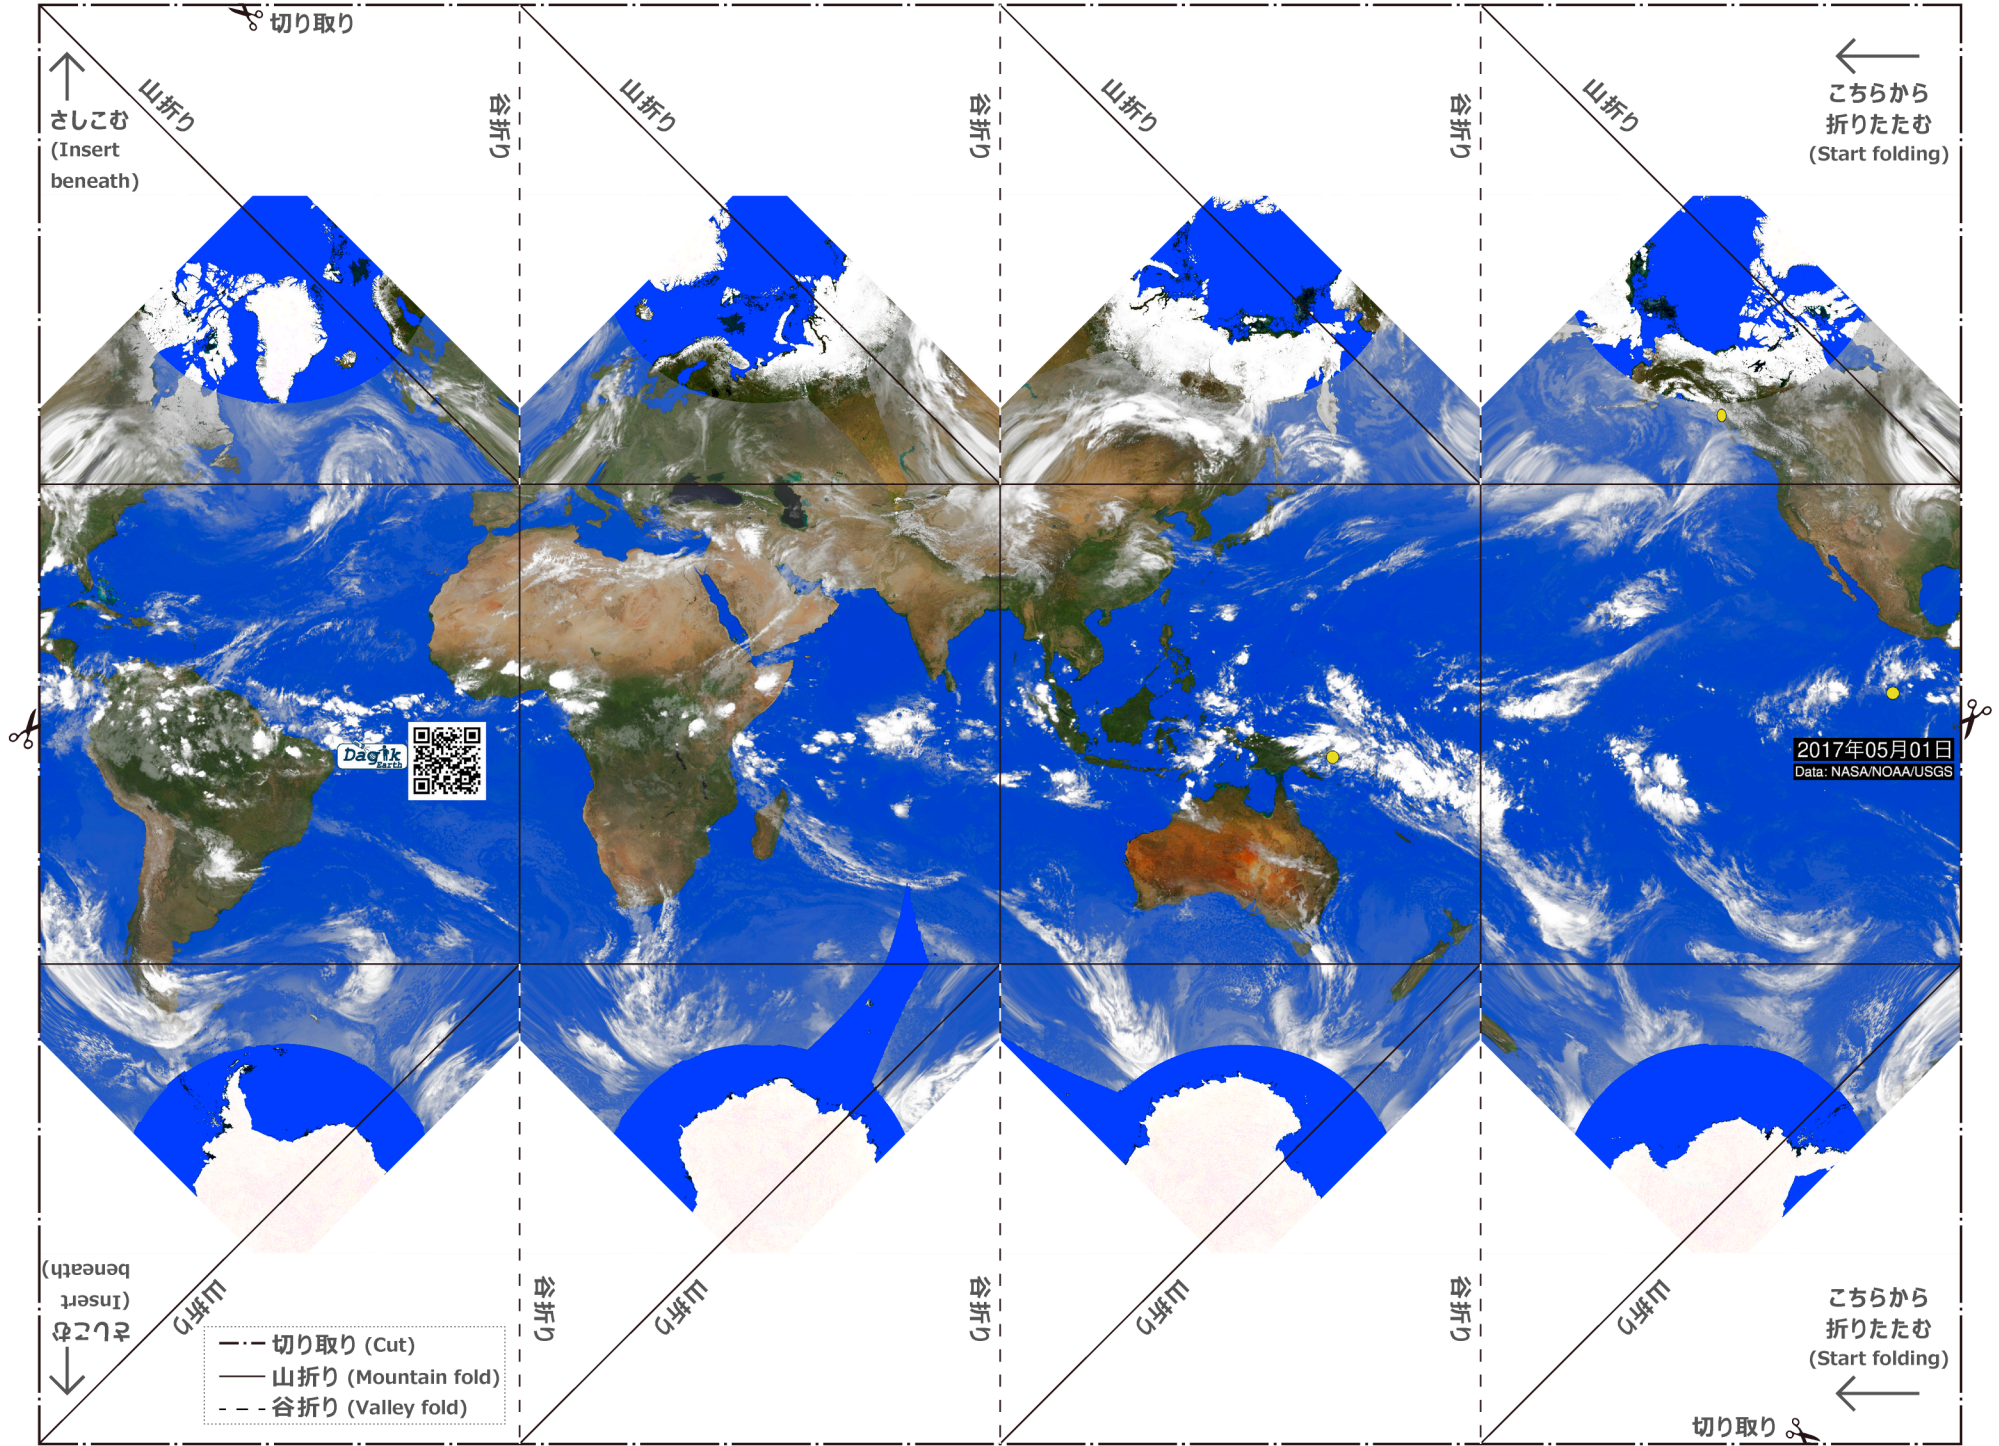 切り取り
さしこむ
(Insert
beneath)
山折り
谷折り
山折り
谷折り
山折り
谷折り
山折り
こちらから
折りたたむ
(Start folding)
Dagik
Earth
2017年05月01日
Data: NASA/NOAA/USGS
さしこむ
(Insert
beneath)
山折り
谷折り
山折り
谷折り
山折り
谷折り
山折り
こちらから
折りたたむ
(Start folding)
切り取り (Cut)
山折り (Mountain fold)
谷折り (Valley fold)
切り取り